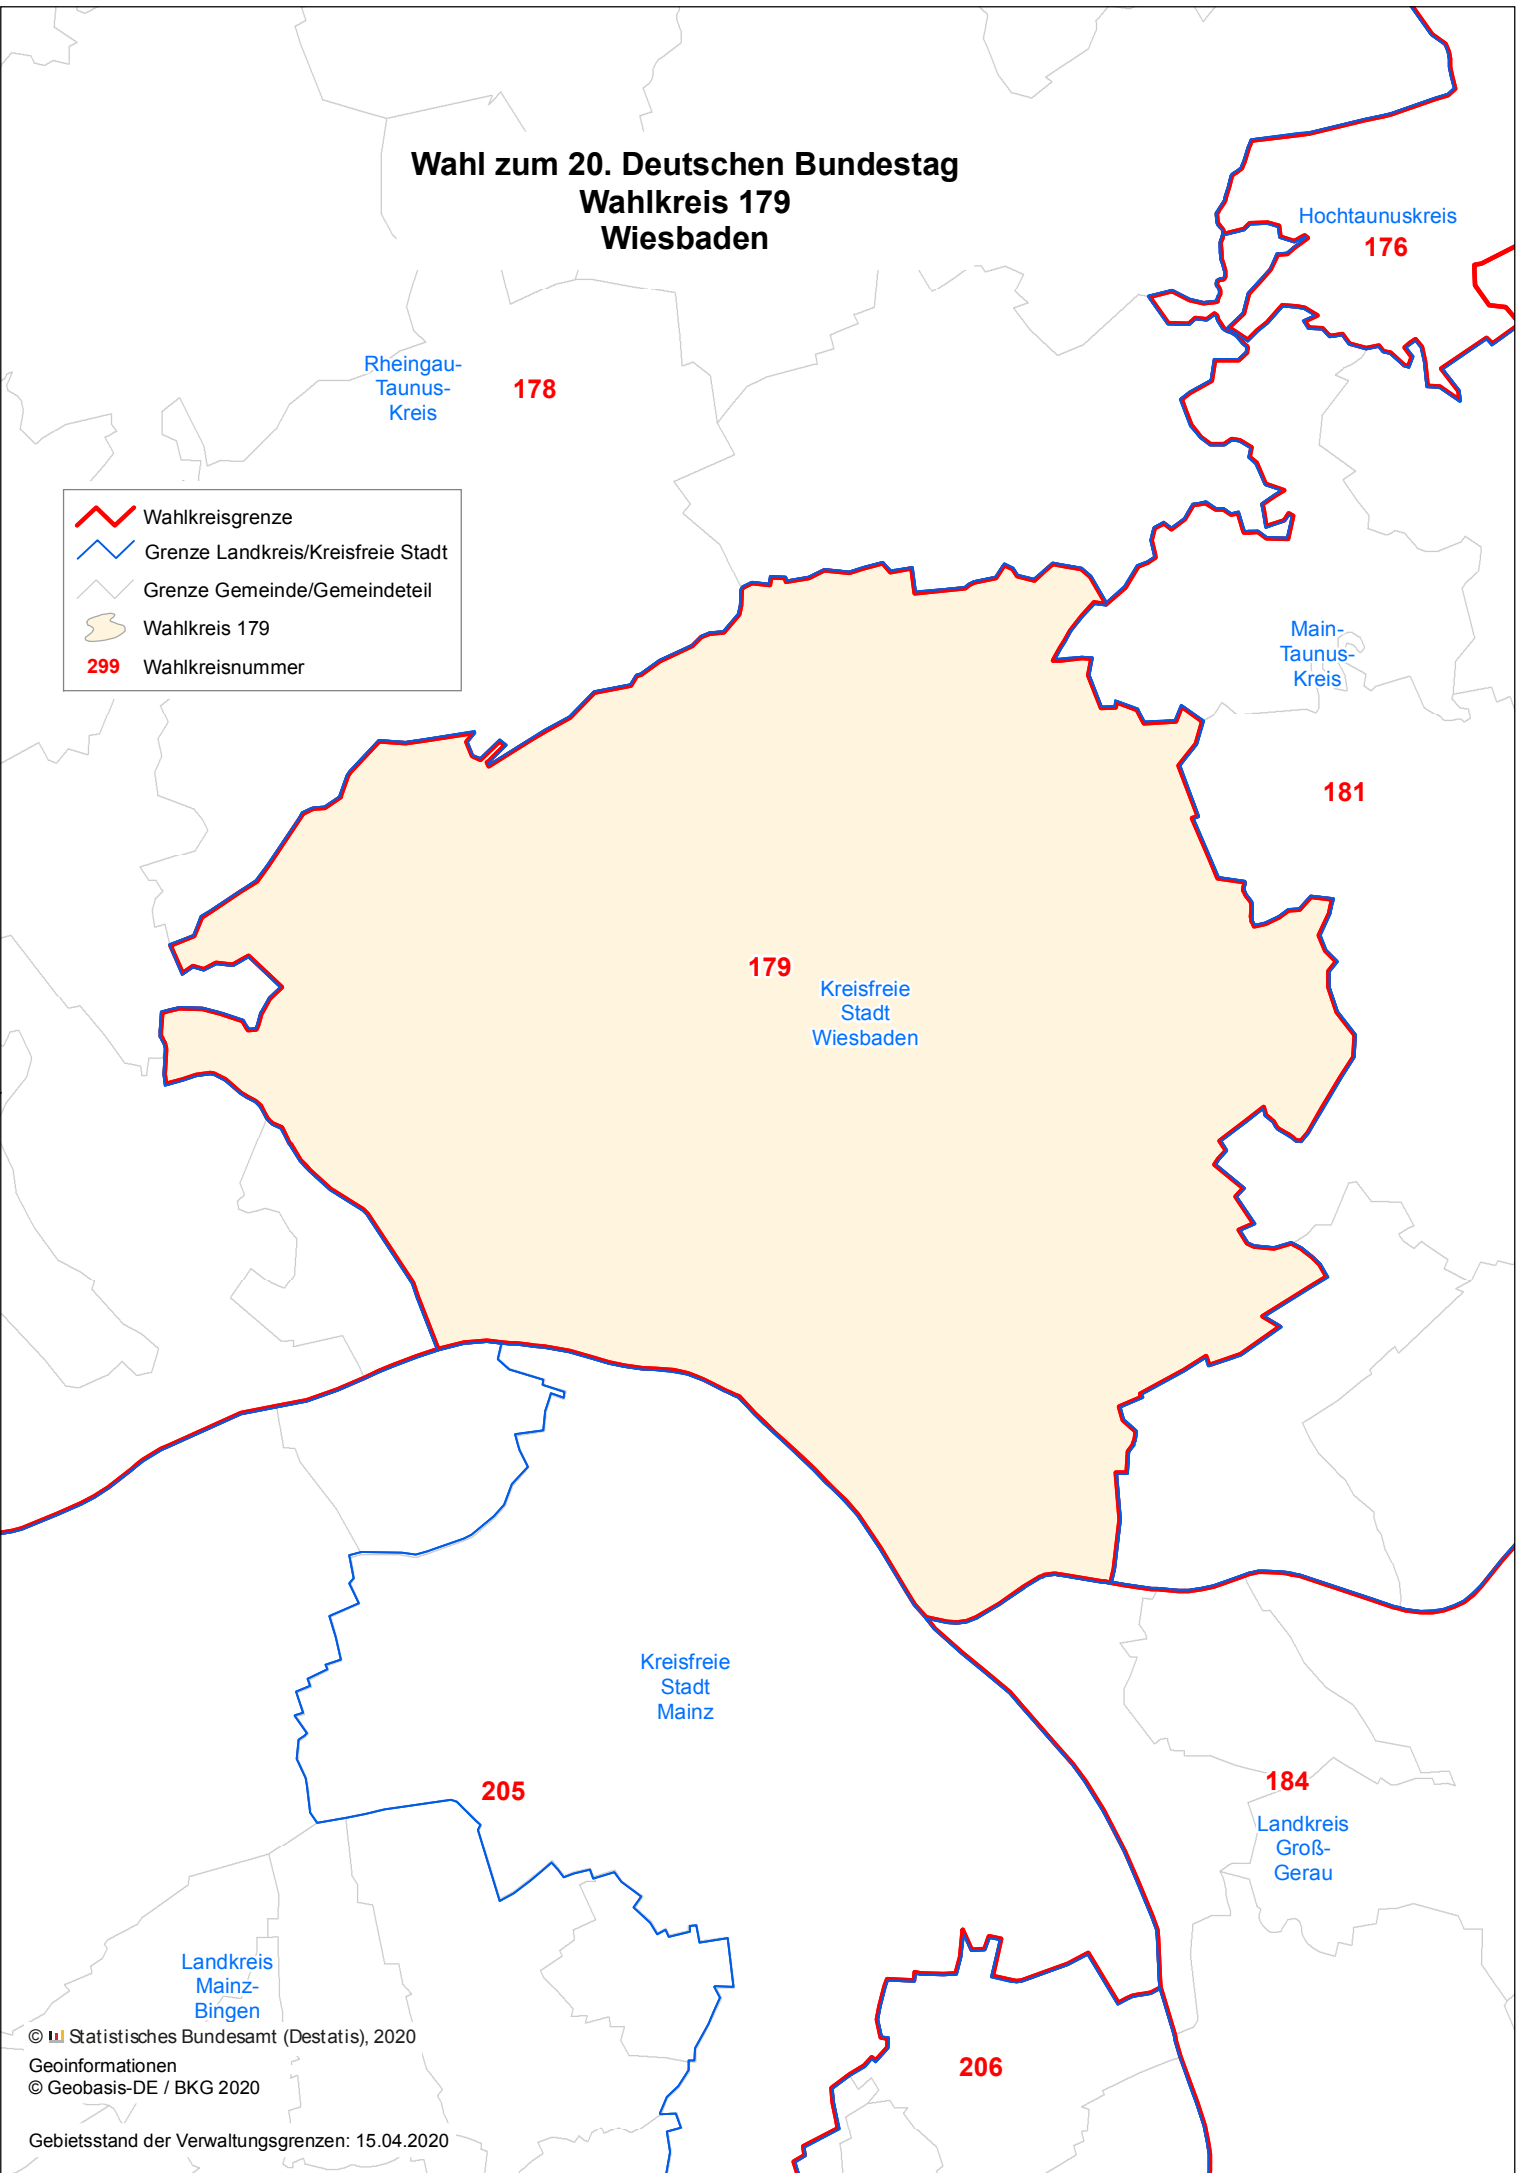 Wahl zum 20. Deutschen Bundestag
Wahlkreis 179
Wiesbaden
Hochtaunuskreis
176
Rheingau-
Taunus-
Kreis
178
Wahlkreisgrenze
Grenze Landkreis/Kreisfreie Stadt
Grenze Gemeinde/Gemeindeteil
Wahlkreis 179
299 Wahlkreisnummer
Main-
Taunus-
Kreis
181
179
Kreisfreie
Stadt
Wiesbaden
Kreisfreie
Stadt
Mainz
205
184
Landkreis
Groß-
Gerau
Landkreis
Mainz-
Bingen
206
© Statistisches Bundesamt (Destatis), 2020
Geoinformationen
© Geobasis-DE / BKG 2020
Gebietsstand der Verwaltungsgrenzen: 15.04.2020